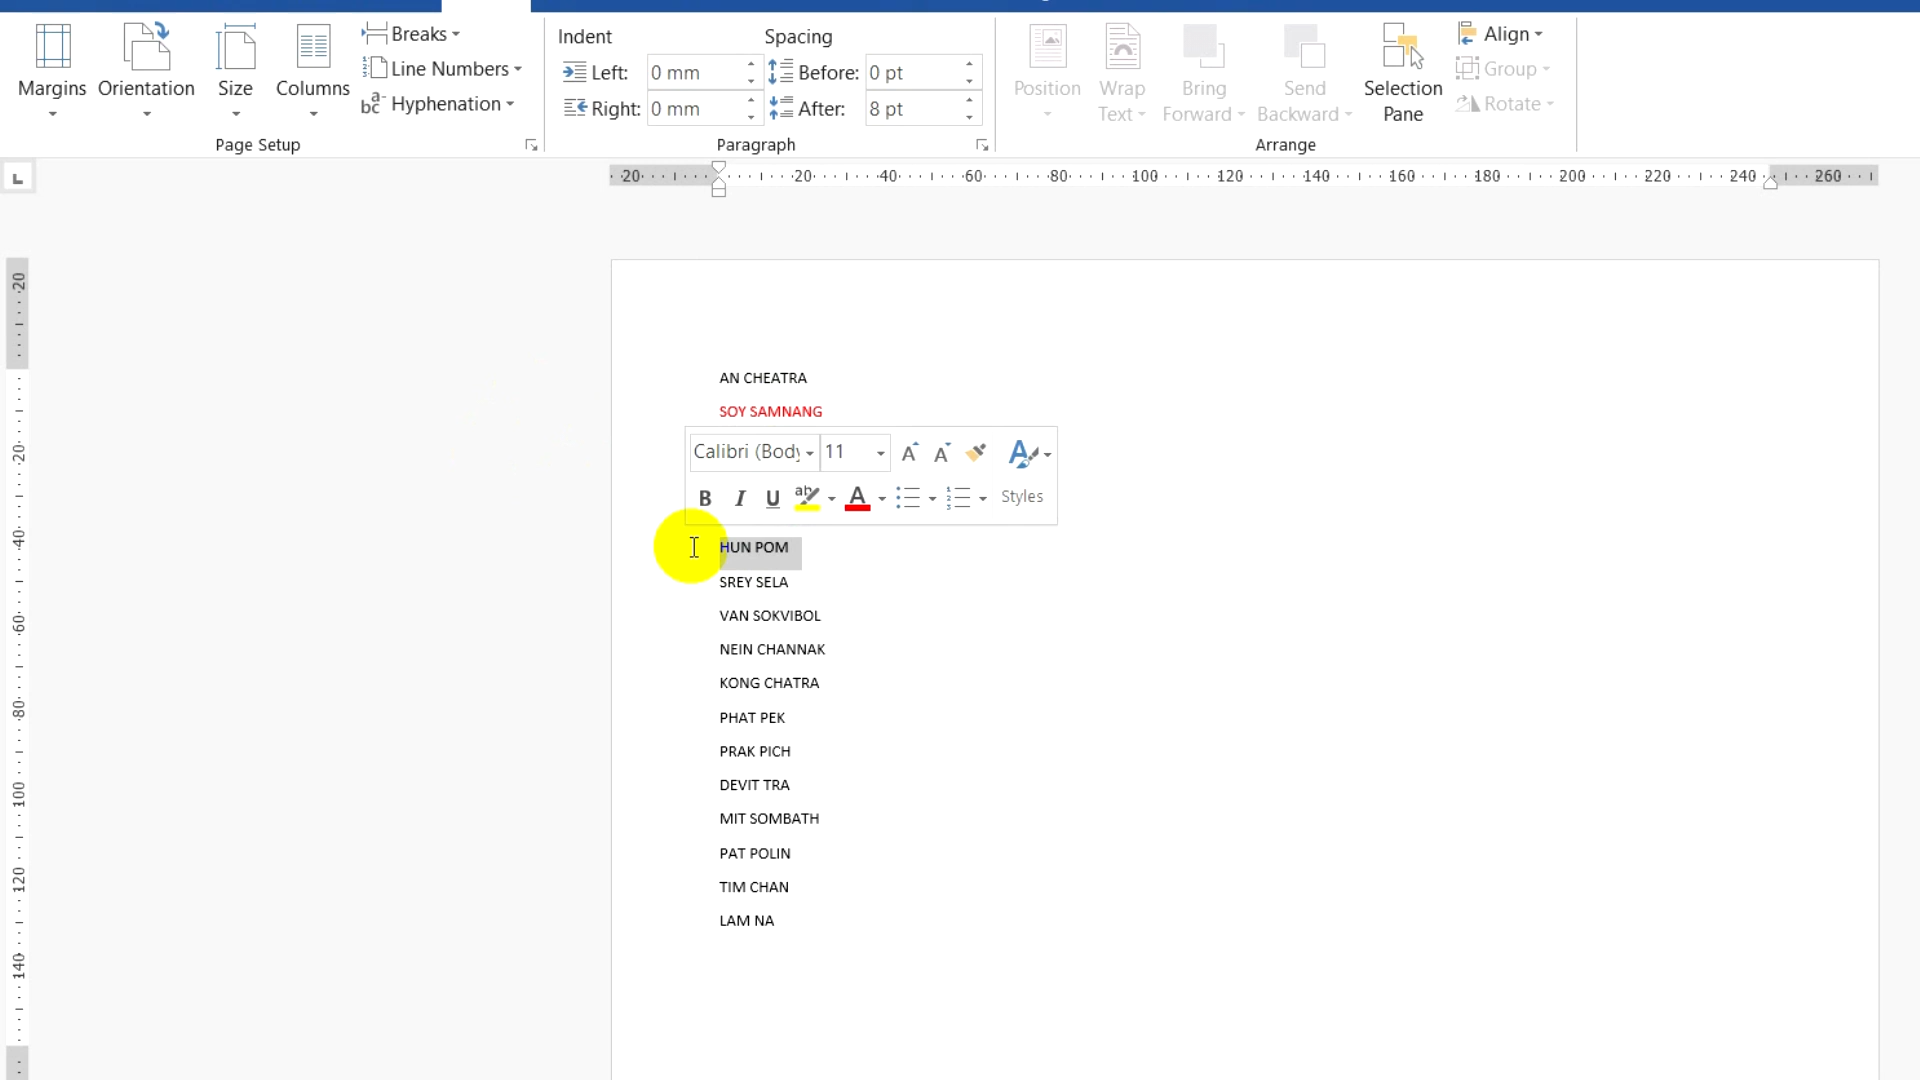 Margins
Orientation
Size
Columns
Breaks
Line Numbers
Hyphenation
Page Setup
Indent
Spacing
Left: 0 mm
Before: 0 pt
Right: 0 mm
After: 8 pt
Paragraph
Position
Wrap Text
Bring Forward
Send Backward
Selection Pane
Align
Group
Rotate
Arrange
20 20 40 60 80 100 120 140 160 180 200 220 240 260
20
20
40
60
80
100
120
140
AN CHEATRA
SOY SAMNANG
Calibri (Body
11
B I U
Styles
HUN POM
SREY SELA
VAN SOKVIBOL
NEIN CHANNAK
KONG CHATRA
PHAT PEK
PRAK PICH
DEVIT TRA
MIT SOMBATH
PAT POLIN
TIM CHAN
LAM NA